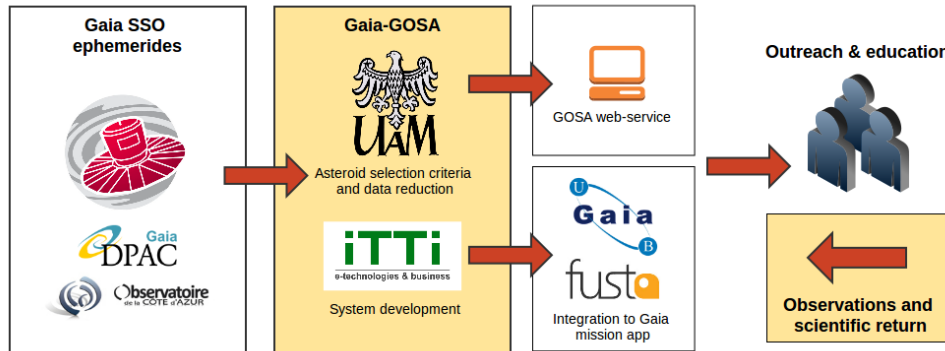 Gaia SSO
ephemerides
Gaia
DPAC
Observatoire
de la CÔTE d'AZUR
Gaia-GOSA
UAM
Asteroid selection criteria
and data reduction
iTTi
e-technologies & business
System development
GOSA web-service
U
Gaia
B
fusta
Integration to Gaia
mission app
Outreach & education
Observations and
scientific return